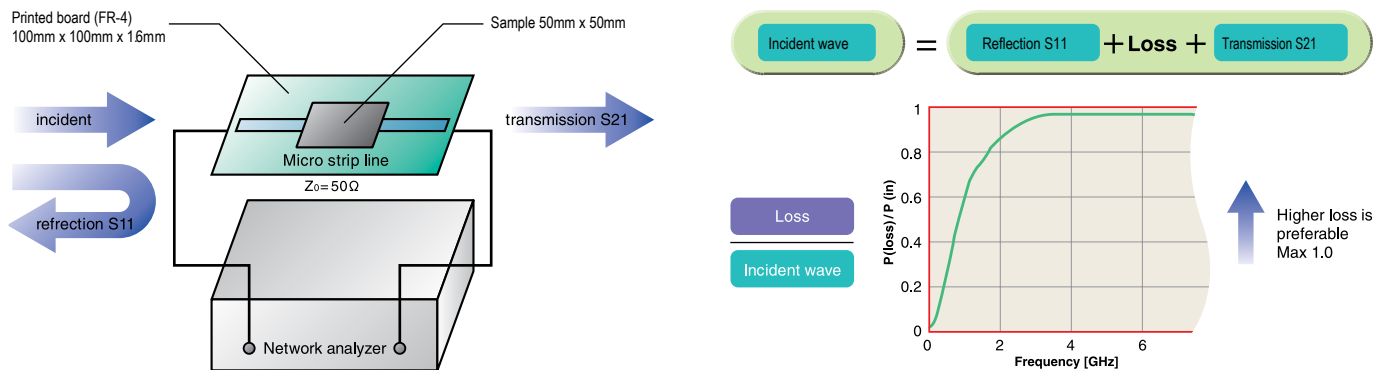 Printed board (FR-4)
100mm x 100mm x 1.6mm
Sample 50mm x 50mm
incident
transmission S21
Micro strip line
Z0=50Ω
refrection S11
Network analyzer
Incident wave
=
Reflection S11
+Loss+
Transmission S21
Loss
Incident wave
P(loss) / P (in)
1
0.8
0.6
0.4
0.2
0
0
2
4
6
Frequency [GHz]
Higher loss is
preferable
Max 1.0